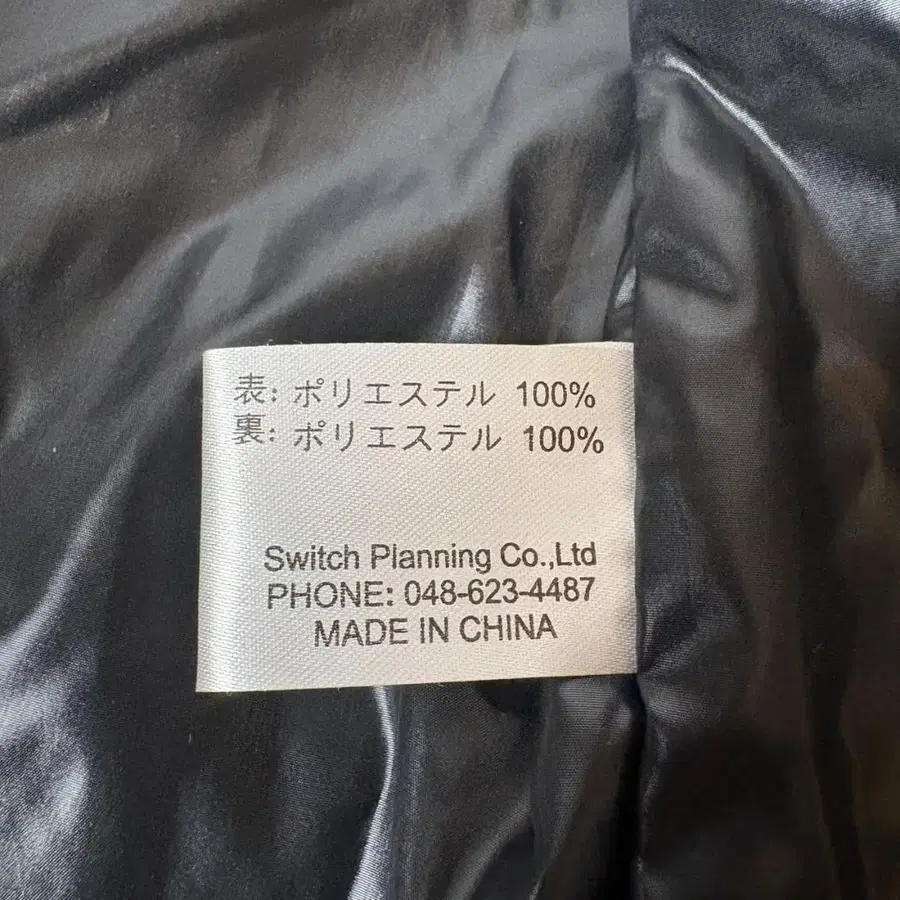 表: ポリエステル 100%
裏: ポリエステル 100%
Switch Planning Co.,Ltd
PHONE: 048-623-4487
MADE IN CHINA